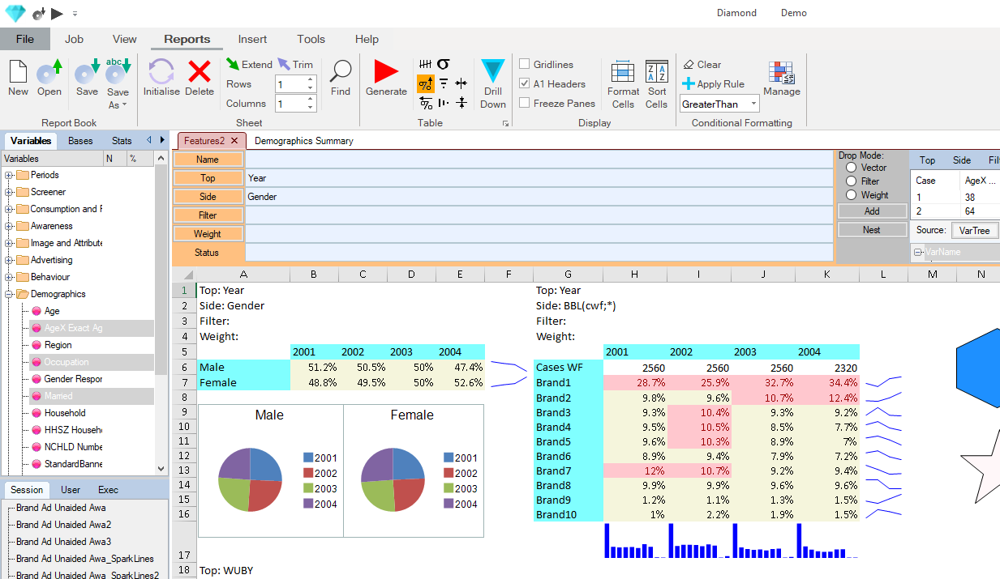 Diamond Demo
File Job View Reports Insert Tools Help
New Open Save Save As
abc
Report Book
Initialise Delete
Extend Trim
Rows 1
Columns 1
Sheet
Find
Generate
Table
Drill Down
Gridlines
A1 Headers
Freeze Panes
Format Cells
Sort Cells
Display
Clear
Apply Rule
GreaterThan
Manage
Conditional Formatting
Variables Bases Stats
Variables N %
Periods
Screener
Consumption and F
Awareness
Image and Attribute
Advertising
Behaviour
Demographics
Age
AgeX Exact Ag
Region
Occupation
Gender Respor
Married
Household
HHSZ Househo
NCHLD Numbe
StandardBanne
Session User Exec
Brand Ad Unaided Awa
Brand Ad Unaided Awa2
Brand Ad Unaided Awa3
Brand Ad Unaided Awa_SparkLines
Brand Ad Unaided Awa_SparkLines2
Features2 Demographics Summary
Name
Top Year
Side Gender
Filter
Weight
Status
Drop Mode:
Vector
Filter
Weight
Add
Nest
Top Side Filt
Case AgeX ...
1 38
2 64
Source: VarTree
VarName
A B C D E F G H I J K L M N
1 Top: Year Top: Year
2 Side: Gender Side: BBL(cwf;*)
3 Filter: Filter:
4 Weight: Weight:
5 2001 2002 2003 2004 2001 2002 2003 2004
6 Male 51.2% 50.5% 50% 47.4% Cases WF 2560 2560 2560 2320
7 Female 48.8% 49.5% 50% 52.6% Brand1 28.7% 25.9% 32.7% 34.4%
8 Brand2 9.8% 9.6% 10.7% 12.4%
9 Brand3 9.3% 10.4% 9.3% 9.2%
10 Brand4 9.5% 10.5% 8.5% 7.7%
11 Brand5 9.6% 10.3% 8.9% 7%
12 Brand6 8.9% 9.4% 7.9% 7.2%
13 Brand7 12% 10.7% 9.2% 9.4%
14 Brand8 9.9% 9.9% 9.6% 9.6%
15 Brand9 1.2% 1.1% 1.3% 1.5%
16 Brand10 1% 2.2% 1.9% 1.5%
Male Female
2001 2001
2002 2002
2003 2003
2004 2004
17
18 Top: WUBY